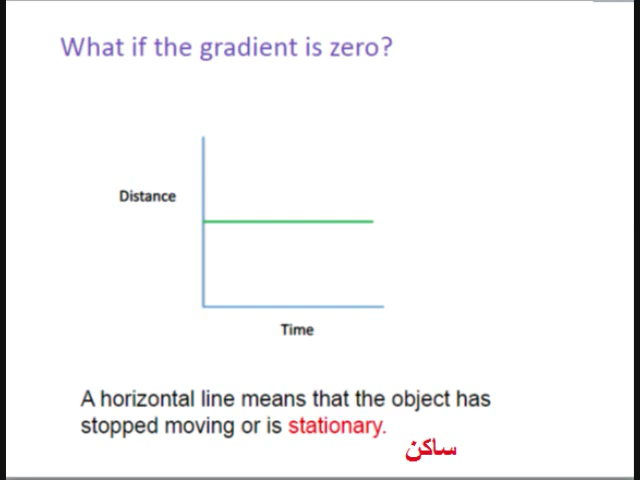 What if the gradient is zero?
Distance
Time
A horizontal line means that the object has
stopped moving or is stationary.
ساكن